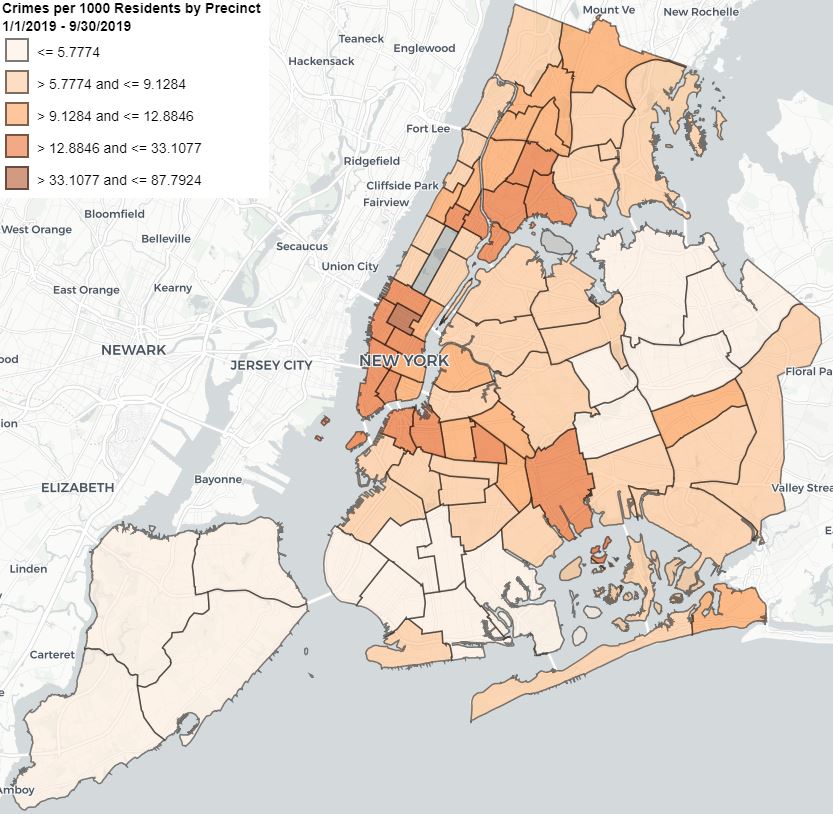 Crimes per 1000 Residents by Precinct
1/1/2019 - 9/30/2019
<= 5.7774
> 5.7774 and <= 9.1284
> 9.1284 and <= 12.8846
> 12.8846 and <= 33.1077
> 33.1077 and <= 87.7924
Mount Ve
New Rochelle
Teaneck
Englewood
Hackensack
Fort Lee
Ridgefield
Cliffside Park
Fairview
Bloomfield
West Orange
Belleville
Secaucus
Union City
East Orange
Kearny
NEWARK
NEW YORK
ood
JERSEY CITY
Floral Pa
ion
Bayonne
ELIZABETH
Valley Strea
E
Linden
Carteret
e
Amboy